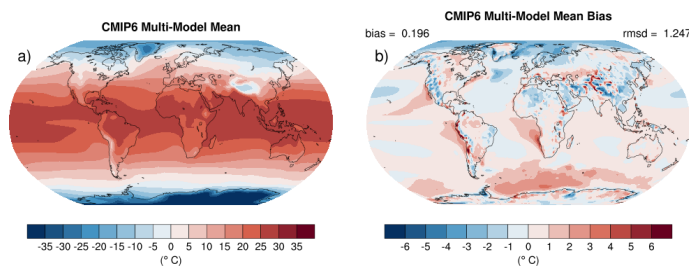 CMIP6 Multi-Model Mean
a)
-35 -30 -25 -20 -15 -10 -5 0 5 10 15 20 25 30 35
(º C)
CMIP6 Multi-Model Mean Bias
bias = 0.196 rmsd = 1.247
b)
-6 -5 -4 -3 -2 -1 0 1 2 3 4 5 6
(º C)